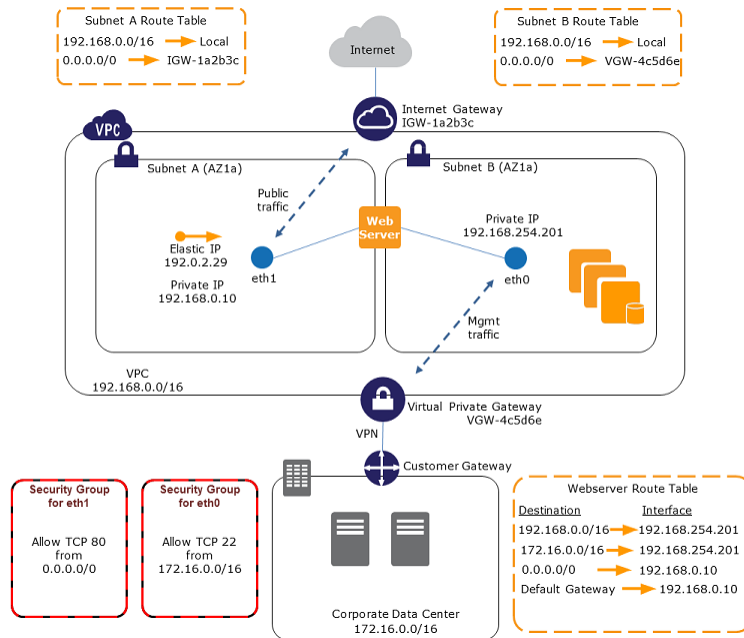 Subnet A Route Table
192.168.0.0/16 Local
0.0.0.0/0 IGW-1a2b3c
Internet
Subnet B Route Table
192.168.0.0/16 Local
0.0.0.0/0 VGW-4c5d6e
Internet Gateway
IGW-1a2b3c
VPC
Subnet A (AZ1a)
Subnet B (AZ1a)
Public
traffic
Web
Server
Elastic IP
192.0.2.29
eth1
Private IP
192.168.0.10
Private IP
192.168.254.201
eth0
Mgmt
traffic
VPC
192.168.0.0/16
Virtual Private Gateway
VGW-4c5d6e
VPN
Customer Gateway
Security Group
for eth1
Allow TCP 80
from
0.0.0.0/0
Security Group
for eth0
Allow TCP 22
from
172.16.0.0/16
Corporate Data Center
172.16.0.0/16
Webserver Route Table
Destination Interface
192.168.0.0/16 192.168.254.201
172.16.0.0/16 192.168.254.201
0.0.0.0/0 192.168.0.10
Default Gateway 192.168.0.10